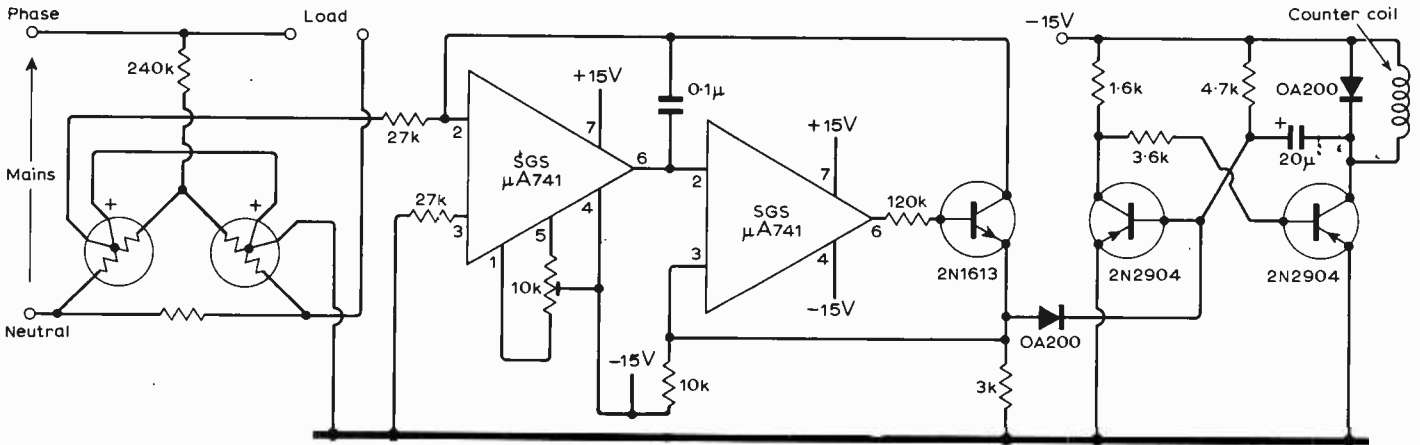 Phase
Load
240k
Mains
Neutral
+
+
27k
27k
2
3
SGS
µA741
+15V
7
6
4
5
1
10k
-15V
0·1µ
10k
2
3
SGS
µA741
+15V
7
6
4
-15V
120k
2N1613
OA200
3k
-15V
1·6k
3·6k
4·7k
+
20µ
OA200
Counter coil
2N2904
2N2904